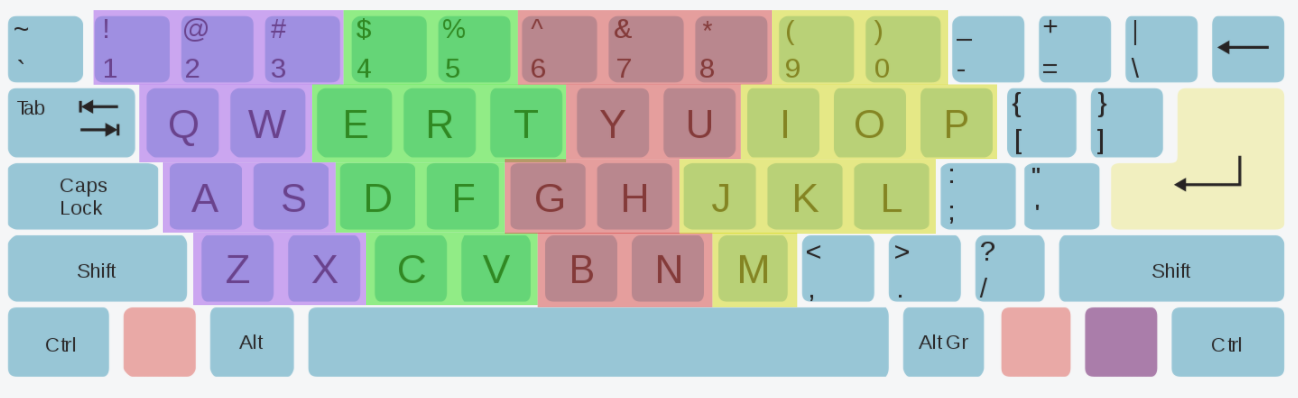 ~ ! @ # $ % ^ & * ( ) _ + |
` 1 2 3 4 5 6 7 8 9 0 - = \
Tab Q W E R T Y U I O P { }
[ ]
Caps
Lock
A S D F G H J K L : "
; '
Shift Z X C V B N M < > ? Shift
, . /
Ctrl Alt Alt Gr Ctrl